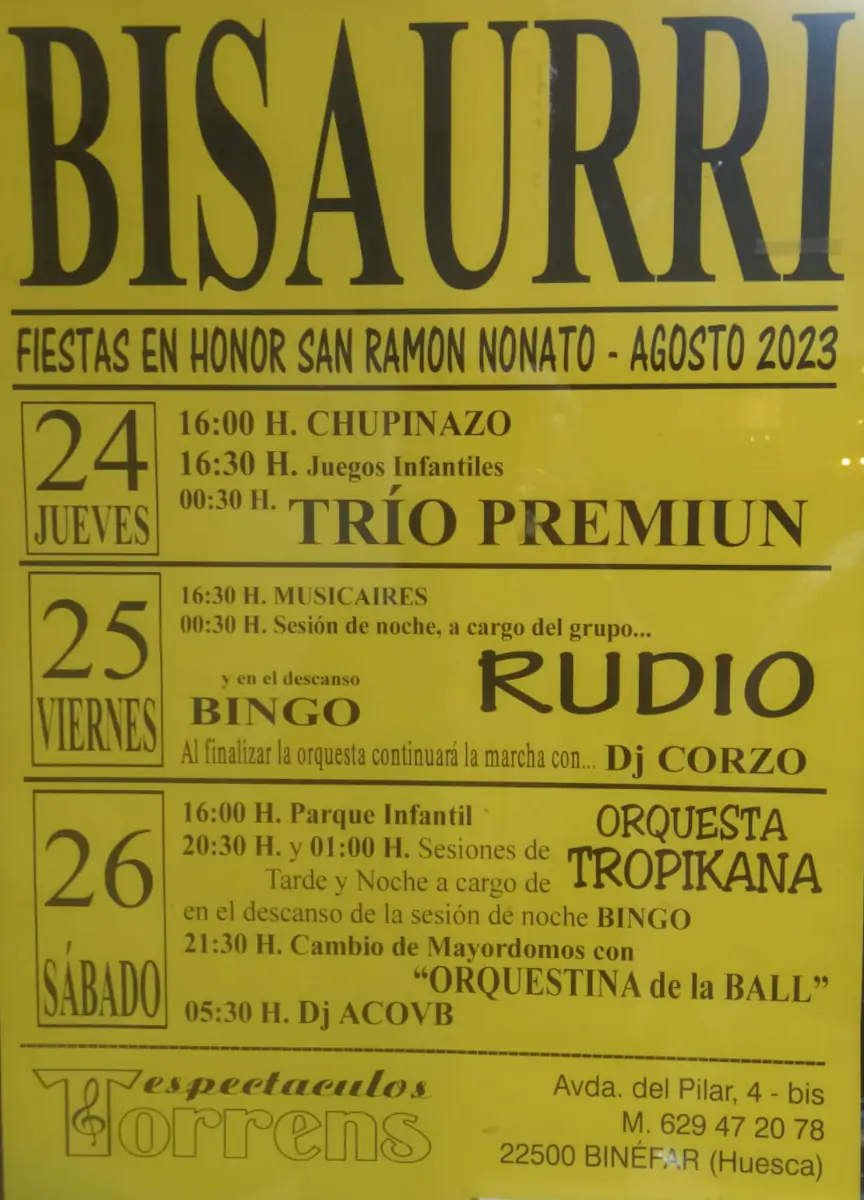 BISAURRI
FIESTAS EN HONOR SAN RAMON NONATO - AGOSTO 2023
24
JUEVES
16:00 H. CHUPINAZO
16:30 H. Juegos Infantiles
00:30 H. TRÍO PREMIUN
25
VIERNES
16:30 H. MUSICAIRES
00:30 H. Sesión de noche, a cargo del grupo...
RUDIO
y en el descanso
BINGO
Al finalizar la orquesta continuará la marcha con... Dj CORZO
26
SÁBADO
16:00 H. Parque Infantil
20:30 H. y 01:00 H. Sesiones de
Tarde y Noche a cargo de
ORQUESTA
TROPIKANA
en el descanso de la sesión de noche BINGO
21:30 H. Cambio de Mayordomos con
“ORQUESTINA de la BALL”
05:30 H. Dj ACOVB
espectaculos
Torrens
Avda. del Pilar, 4 - bis
M. 629 47 20 78
22500 BINÉFAR (Huesca)